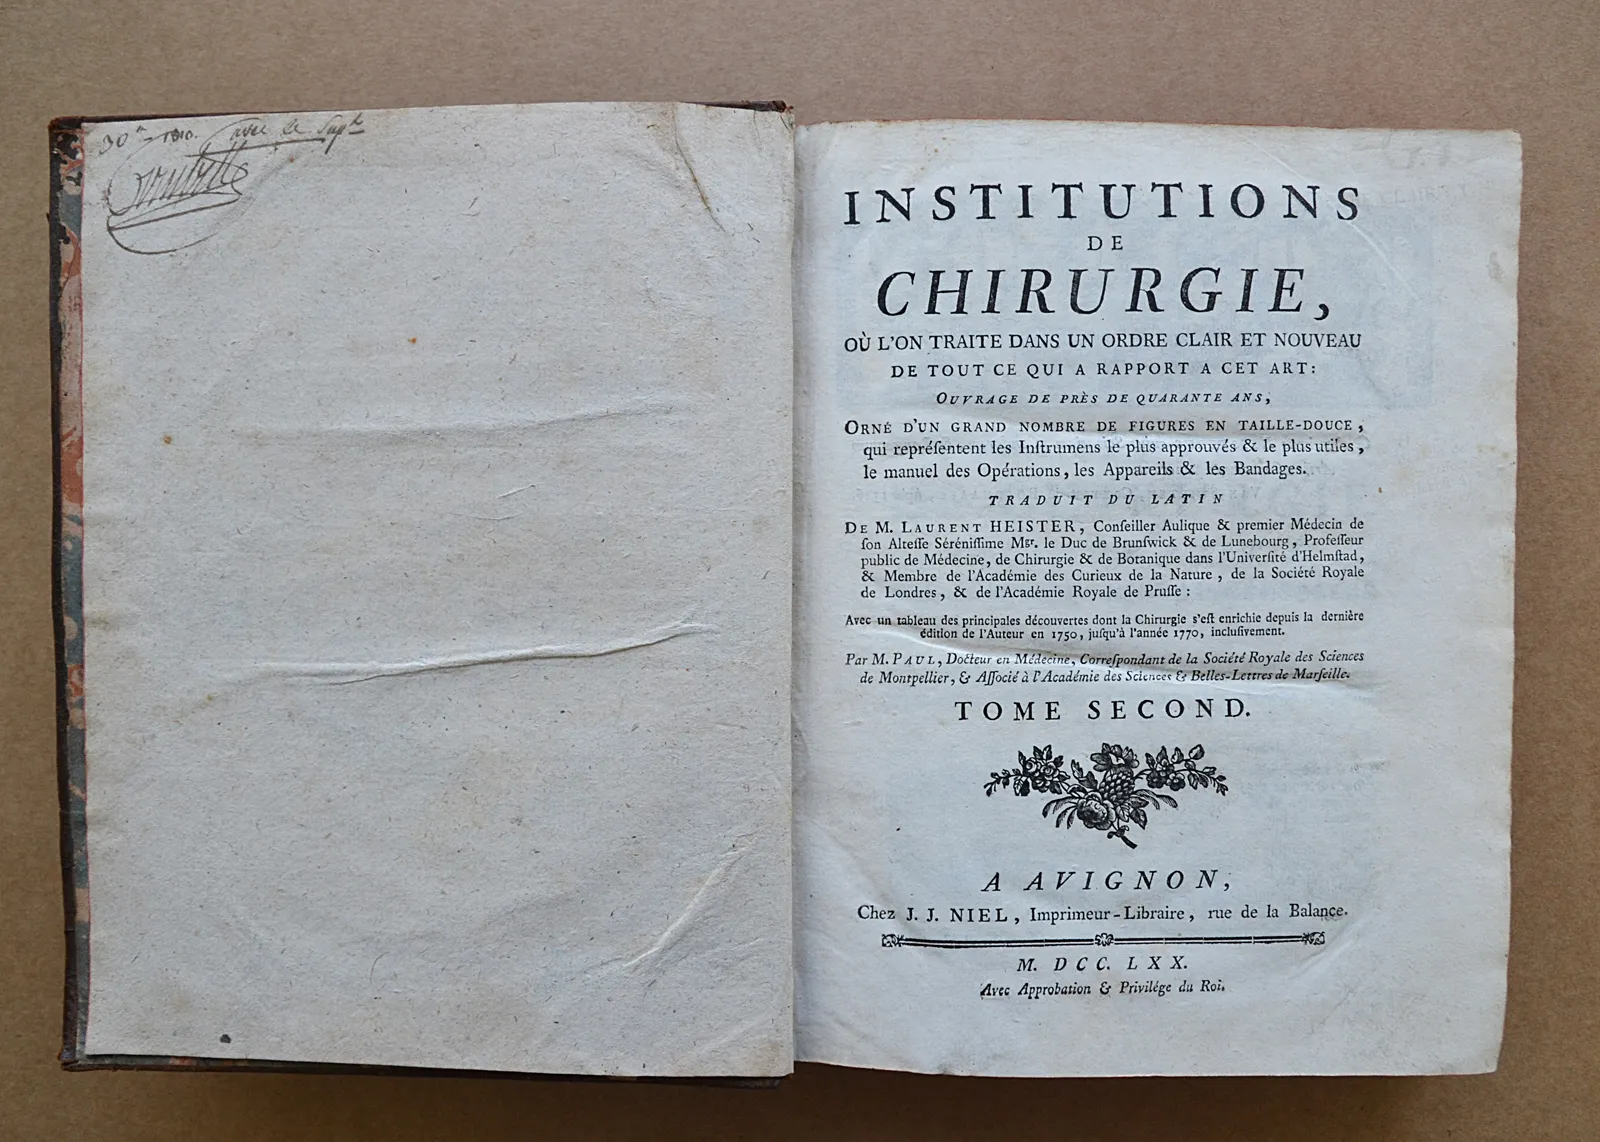 30
avec le Supt
INSTITUTIONS
DE
CHIRURGIE,
OÙ L'ON TRAITE DANS UN ORDRE CLAIR ET NOUVEAU
DE TOUT CE QUI A RAPPORT A CET ART:
OUVRAGE DE PRÈS DE QUARANTE ANS,
ORNÉ D'UN GRAND NOMBRE DE FIGURES EN TAILLE-DOUCE,
qui repréſentent les Inſtrumens le plus approuvés & le plus utiles,
le manuel des Opérations, les Appareils & les Bandages.
TRADUIT DU LATIN
DE M. LAURENT HEISTER, Conſeiller Aulique & premier Médecin de
ſon Alteſſe Séréniſſime Mgr. le Duc de Brunſwick & de Lunebourg, Profeſſeur
public de Médecine, de Chirurgie & de Botanique dans l'Univerſité d'Helmſtad,
& Membre de l'Académie des Curieux de la Nature, de la Société Royale
de Londres, & de l'Académie Royale de Pruſſe :
Avec un tableau des principales découvertes dont la Chirurgie s'eſt enrichie depuis la dernière
édition de l'Auteur en 1750, juſqu'à l'année 1770, incluſivement.
Par M. PAUL, Docteur en Médecine, Correſpondant de la Société Royale des Sciences
de Montpellier, & Aſſocié à l'Académie des Sciences & Belles-Lettres de Marſeille.
TOME SECOND.
A AVIGNON,
Chez J. J. NIEL, Imprimeur-Libraire, rue de la Balance.
M. DCC. LXX.
Avec Approbation & Privilége du Roi.